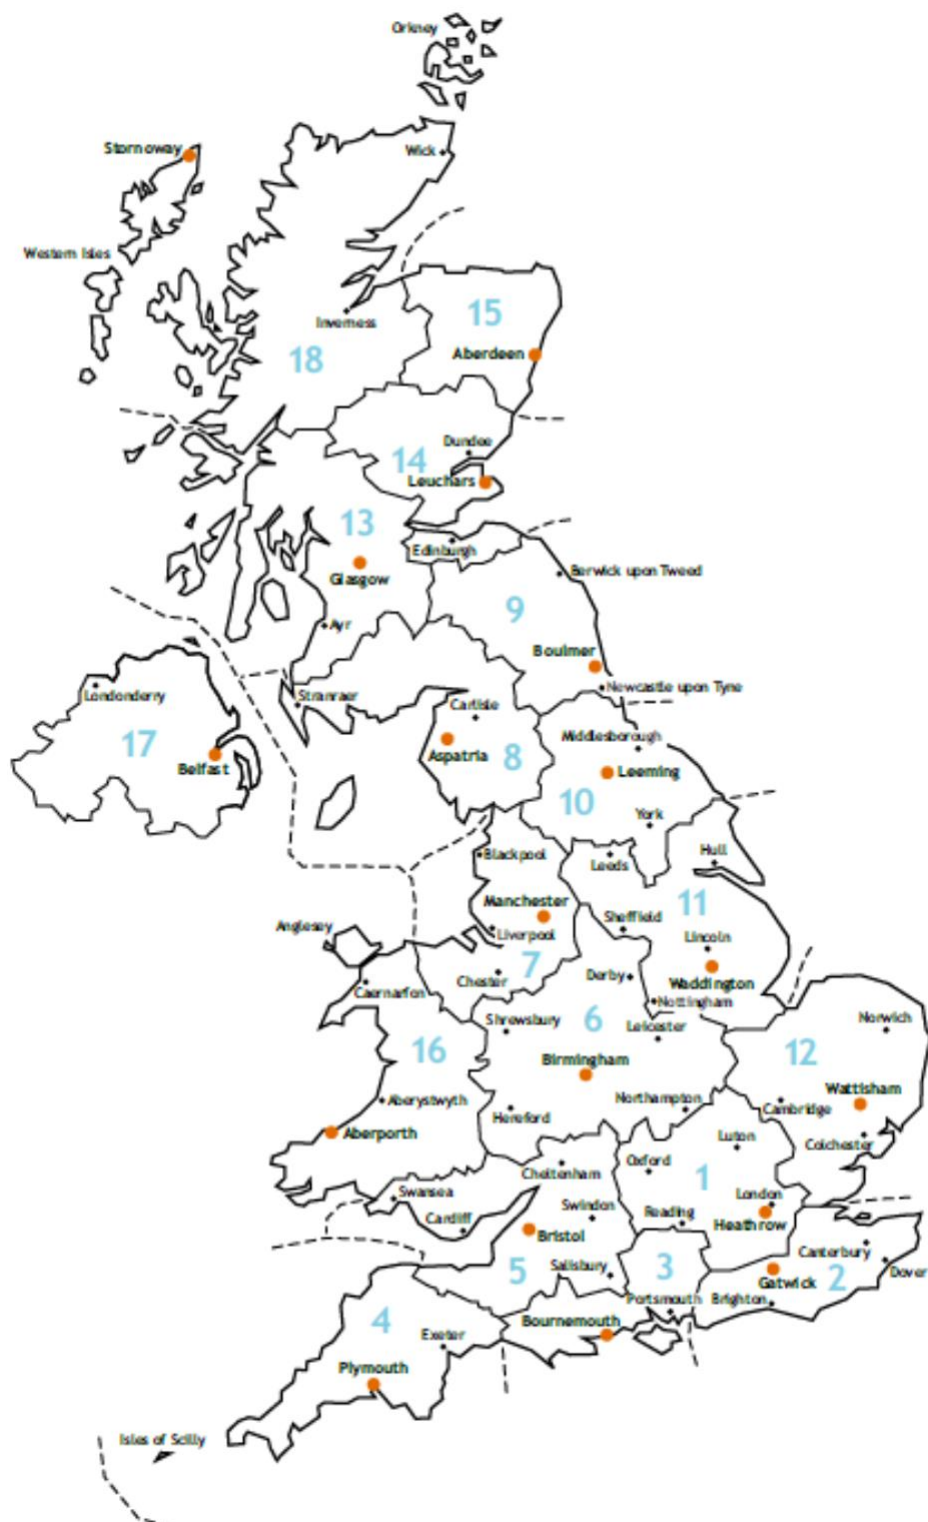 Orkney
Stornoway
Wick
Western Isles
15
Inverness
Aberdeen
18
Dundee
14
Leuchars
13
Edinburgh
Glasgow
Berwick upon Tweed
9
Ayr
Boulmer
Newcastle upon Tyne
Londonderry
Stranraer
Carlisle
17
Middlesborough
Belfast
Aspatria
8
Leeming
10
York
Blackpool
Leeds
Hull
Manchester
11
Anglesey
Liverpool
Sheffield
Lincoln
7
Chester
Derby
Waddington
Caernarfon
Nottingham
Shrewsbury
6
Leicester
Norwich
16
Birmingham
12
Wattisham
Aberystwyth
Hereford
Northampton
Cambridge
Aberporth
Luton
Colchester
Cheltenham
Oxford
1
Swansea
London
Swindon
Reading
Heathrow
Cardiff
Bristol
Canterbury
5
Salisbury
3
Gatwick
2
Dover
Portsmouth
Brighton
4
Bournemouth
Exeter
Plymouth
Isles of Scilly